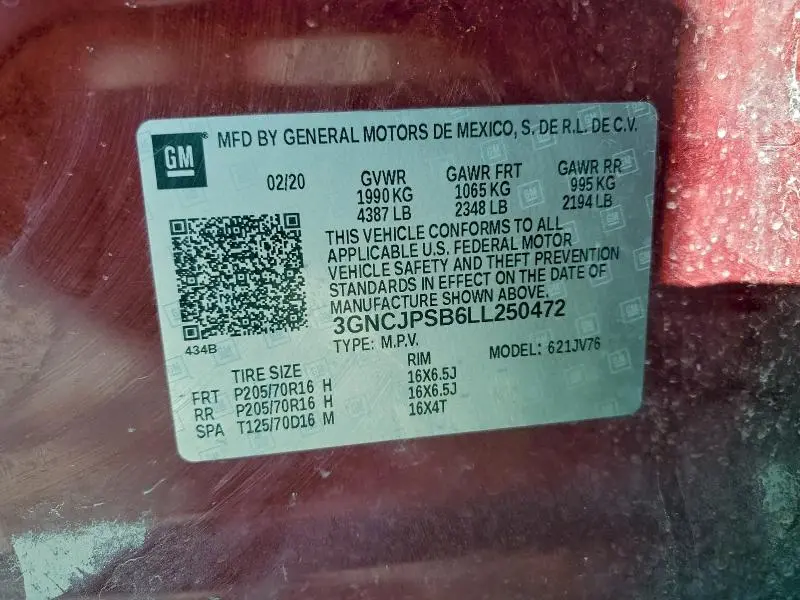 GM
MFD BY GENERAL MOTORS DE MEXICO, S. DE R.L. DE C.V.
02/20 GVWR GAWR FRT GAWR RR
1990 KG 1065 KG 995 KG
4387 LB 2348 LB 2194 LB
THIS VEHICLE CONFORMS TO ALL
APPLICABLE U.S. FEDERAL MOTOR
VEHICLE SAFETY AND THEFT PREVENTION
STANDARDS IN EFFECT ON THE DATE OF
MANUFACTURE SHOWN ABOVE.
3GNCJPSB6LL250472
434B TYPE: M.P.V. MODEL: 621JV76
TIRE SIZE RIM
FRT P205/70R16 H 16X6.5J
RR P205/70R16 H 16X6.5J
SPA T125/70D16 M 16X4T